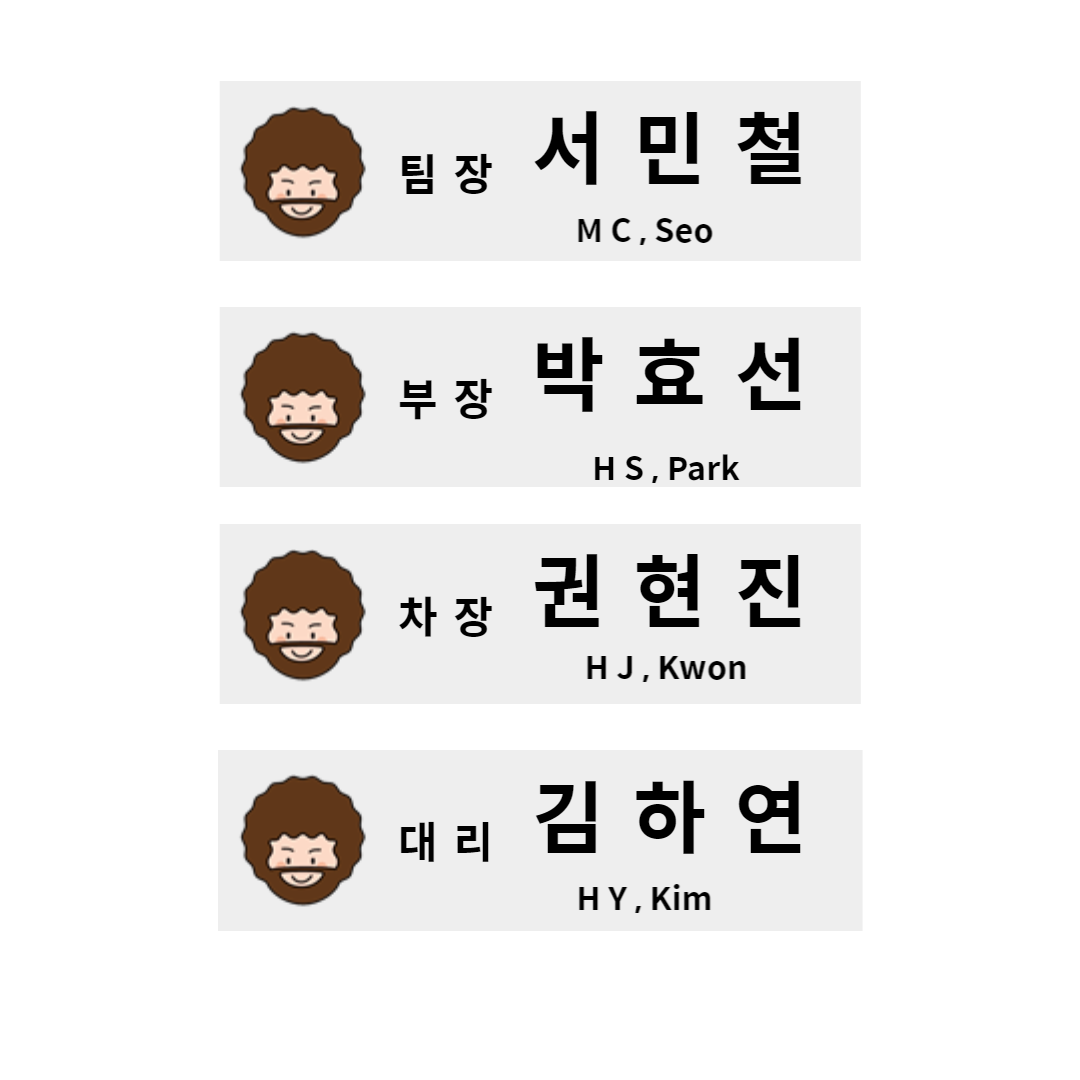 팀 장 서 민 철
M C , Seo
부 장 박 효 선
H S , Park
차 장 권 현 진
H J , Kwon
대 리 김 하 연
H Y , Kim